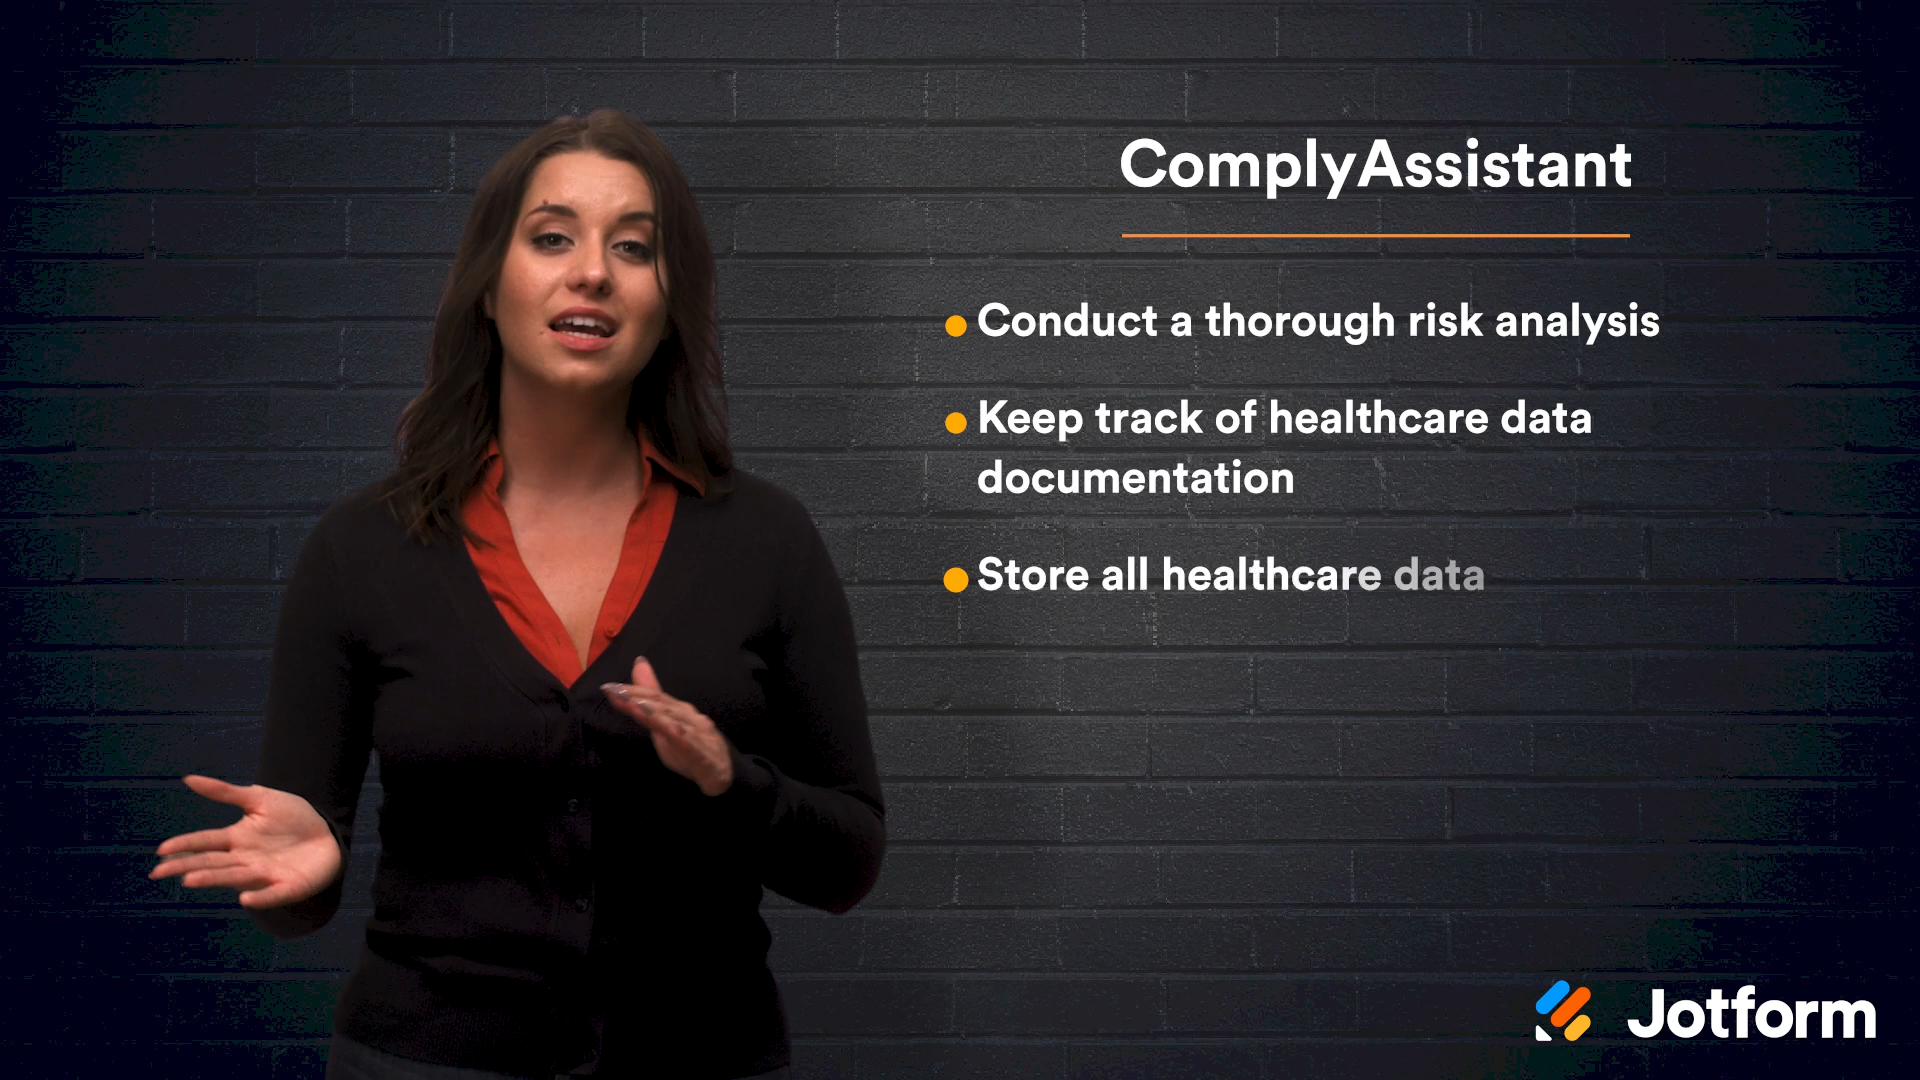 ComplyAssistant
Conduct a thorough risk analysis
Keep track of healthcare data
documentation
Store all healthcare data
Jotform